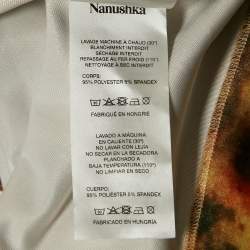 Nanushka
LAVAGE MACHINE À CHAUD (30°)
BLANCHIMENT INTERDIT
SÉCHAGE INTERDIT
REPASSAGE AU FER FROID (110°)
NETTOYAGE À SEC INTERDIT
CORPS:
95% POLYESTER 5% SPANDEX
FABRIQUÉ EN HONGRIE
LAVADO A MÁQUINA
EN CALIENTE (30°)
NO LAVAR CON LEJÍA
NO SECAR EN LA SECADORA
PLANCHADO A
BAJA TEMPERATURA (110°)
NO LIMPIAR EN SECO
CUERPO:
95% POLIÉSTER 5% SPANDEX
FABRICADO EN HUNGRÍA